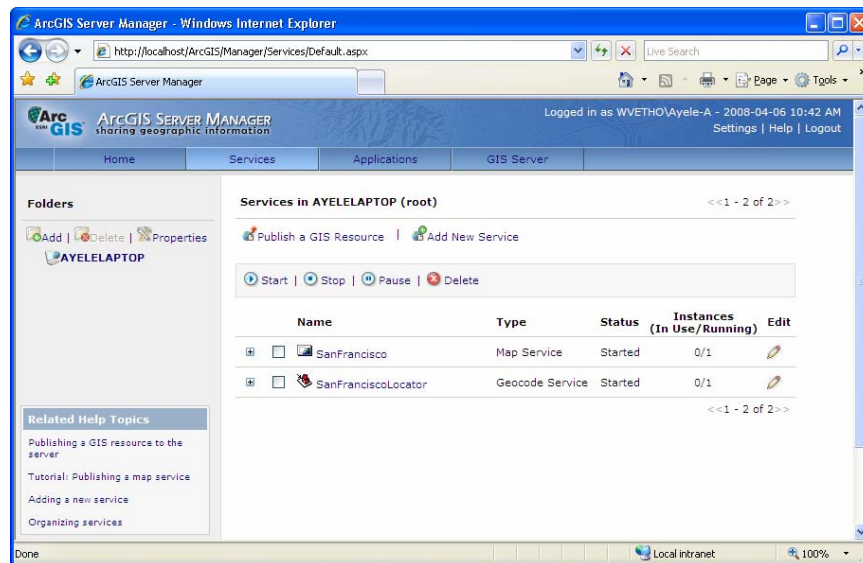 ArcGIS Server Manager - Windows Internet Explorer
http://localhost/ArcGIS/Manager/Services/Default.aspx
Live Search
ArcGIS Server Manager
Page
Tools
ArcGIS
ESRI
ARCGIS SERVER MANAGER
sharing geographic information
Logged in as WVETHO\Ayele-A - 2008-04-06 10:42 AM
Settings | Help | Logout
Home Services Applications GIS Server
Folders
Add | Delete | Properties
AYELELAPTOP
Services in AYELELAPTOP (root)
<<1 - 2 of 2>>
Publish a GIS Resource | Add New Service
Start | Stop | Pause | Delete
Name Type Status Instances (In Use/Running) Edit
SanFrancisco Map Service Started 0/1
SanFranciscoLocator Geocode Service Started 0/1
<<1 - 2 of 2>>
Related Help Topics
Publishing a GIS resource to the
server
Tutorial: Publishing a map service
Adding a new service
Organizing services
Done
Local intranet
100%